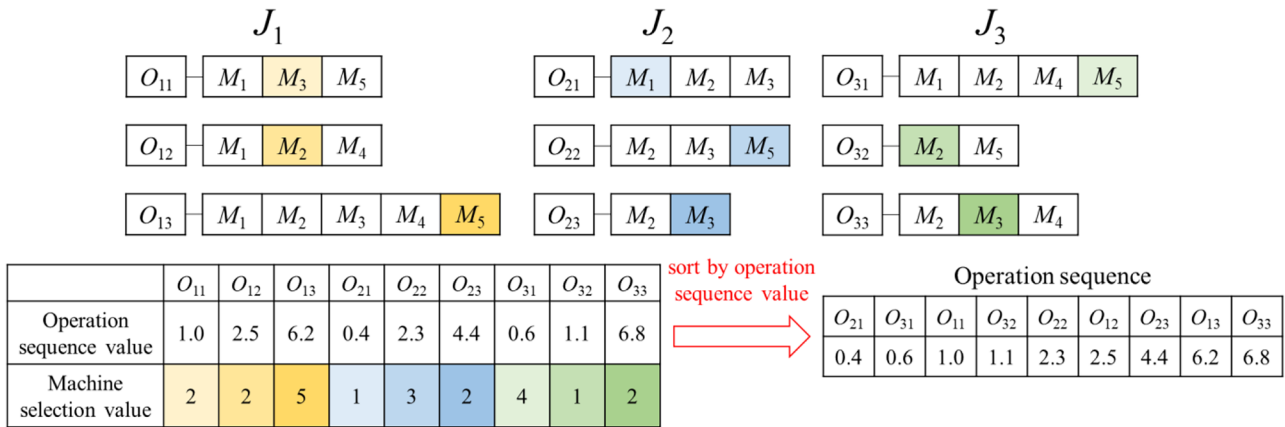 J1 J2 J3
O11 M1 M3 M5 O21 M1 M2 M3 O31 M1 M2 M4 M5
O12 M1 M2 M4 O22 M2 M3 M5 O32 M2 M5
O13 M1 M2 M3 M4 M5 O23 M2 M3 O33 M2 M3 M4
O11 O12 O13 O21 O22 O23 O31 O32 O33
Operation
sequence value
1.0 2.5 6.2 0.4 2.3 4.4 0.6 1.1 6.8
Machine
selection value
2 2 5 1 3 2 4 1 2
sort by operation
sequence value
Operation sequence
O21 O31 O11 O32 O22 O12 O23 O13 O33
0.4 0.6 1.0 1.1 2.3 2.5 4.4 6.2 6.8